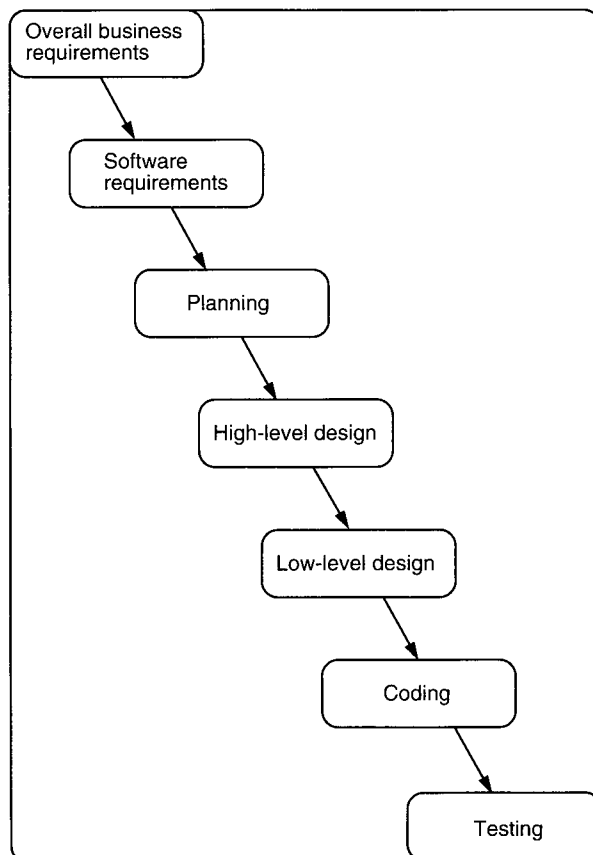 Overall business
requirements
Software
requirements
Planning
High-level design
Low-level design
Coding
Testing